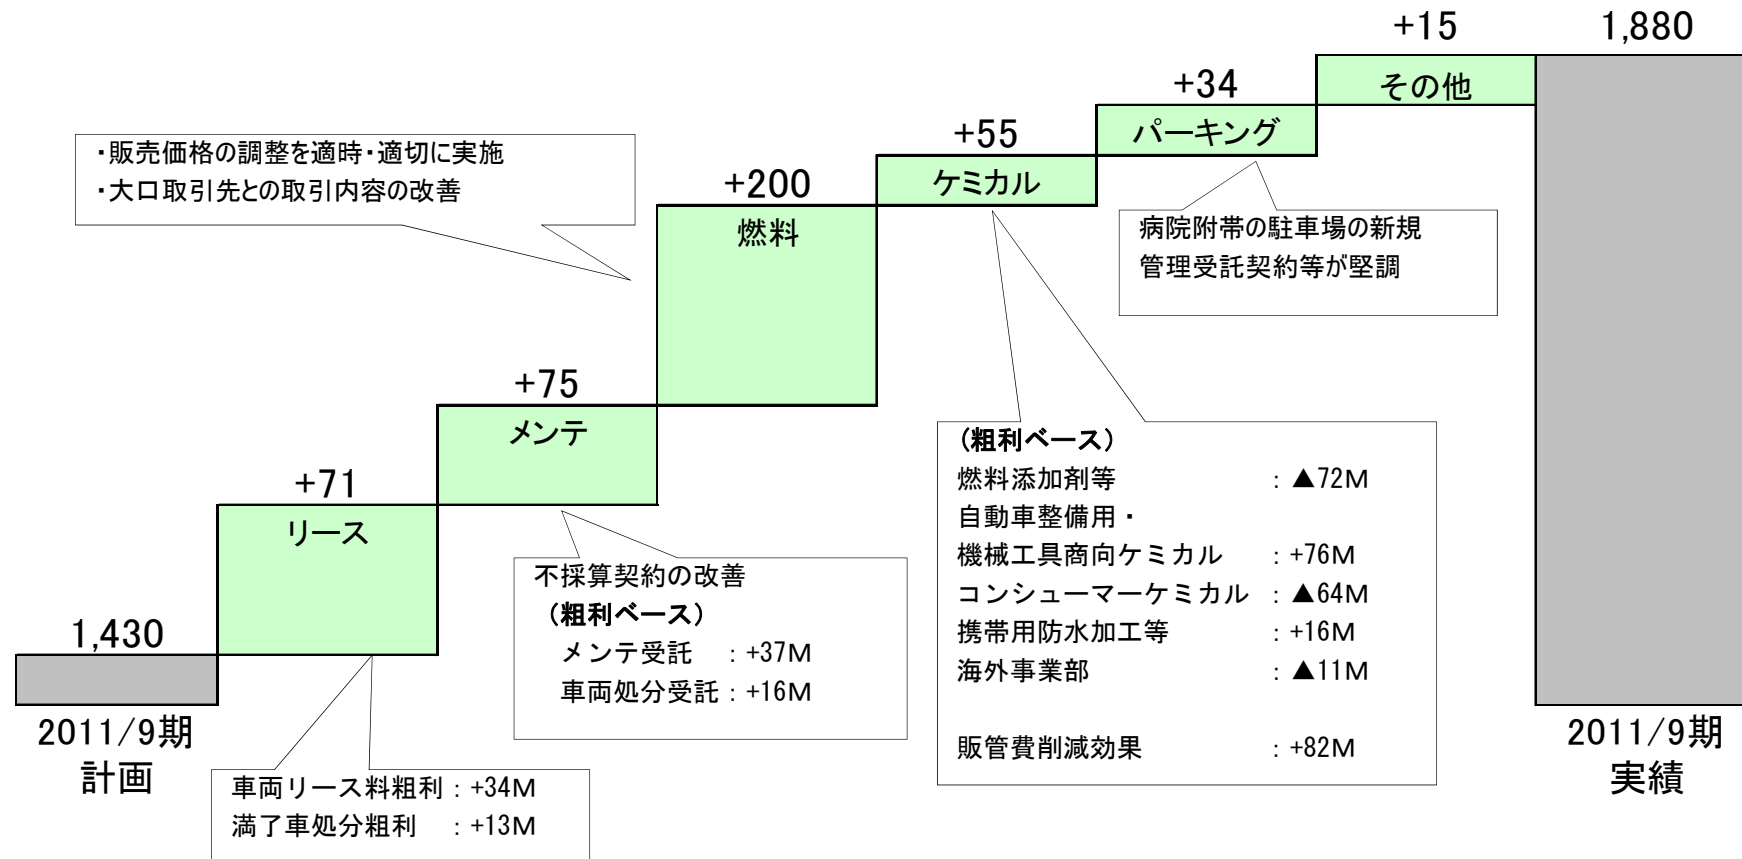 +15
1,880
その他
+34
パーキング
+55
ケミカル
・販売価格の調整を適時・適切に実施
・大口取引先との取引内容の改善
+200
燃料
病院附帯の駐車場の新規
管理受託契約等が堅調
+75
メンテ
+71
リース
(粗利ベース)
燃料添加剤等 : ▲72M
自動車整備用・
機械工具商向ケミカル : +76M
コンシューマーケミカル : ▲64M
携帯用防水加工等 : +16M
海外事業部 : ▲11M
販管費削減効果 : +82M
不採算契約の改善
(粗利ベース)
メンテ受託 : +37M
車両処分受託 : +16M
1,430
2011/9期
計画
車両リース料粗利 : +34M
満了車処分粗利 : +13M
2011/9期
実績